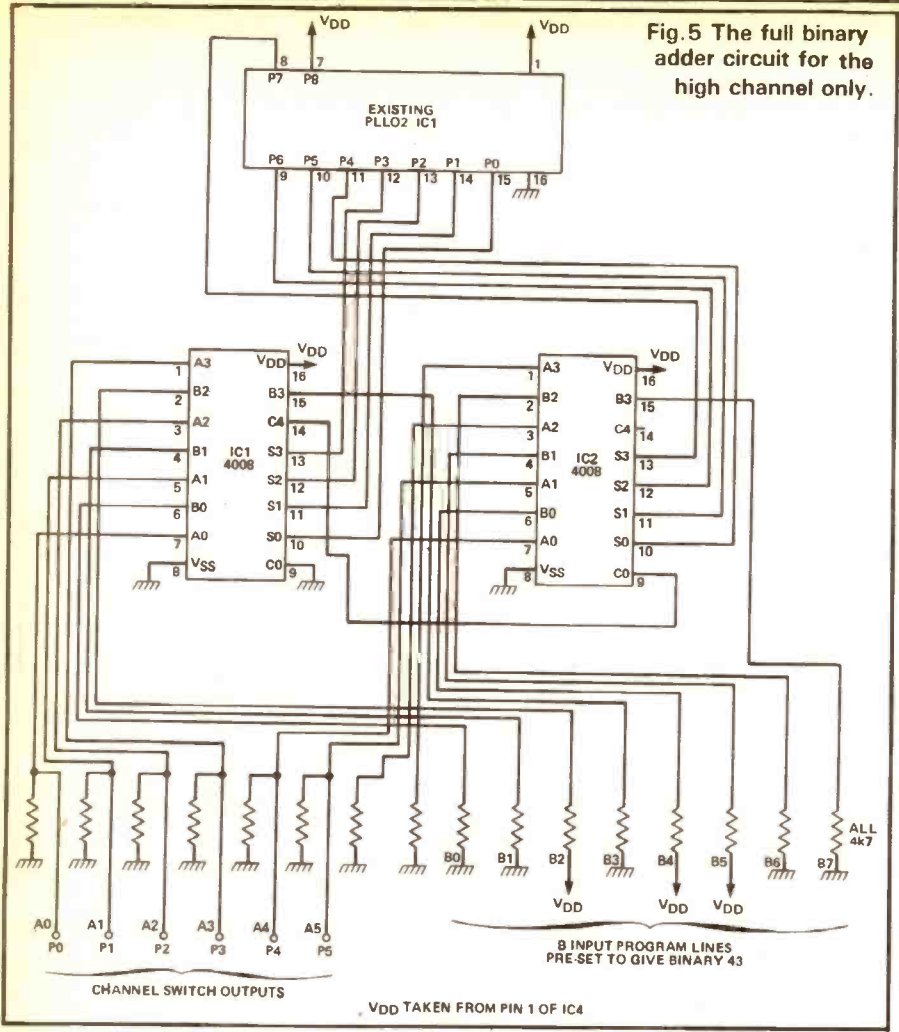 Fig.5 The full binary
adder circuit for the
high channel only.
VDD
VDD
8 7 1
P7 P8
EXISTING
PLLO2 IC1
P6 P5 P4 P3 P2 P1 P0
9 10 11 12 13 14 15 16
VDD
1 A3 VDD 16
2 B2 B3 15
3 A2 C4 14
4 B1 S3 13
IC1
4008
5 A1 S2 12
6 B0 S1 11
7 A0 S0 10
8 VSS C0 9
VDD
1 A3 VDD 16
2 B2 B3 15
3 A2 C4 14
4 B1 S3 13
IC2
4008
5 A1 S2 12
6 B0 S1 11
7 A0 S0 10
8 VSS C0 9
ALL
4k7
B0 B1 B2 B3 B4 B5 B6 B7
VDD VDD VDD
A0 A1 A2 A3 A4 A5
P0 P1 P2 P3 P4 P5
8 INPUT PROGRAM LINES
PRE-SET TO GIVE BINARY 43
CHANNEL SWITCH OUTPUTS
VDD TAKEN FROM PIN 1 OF IC4